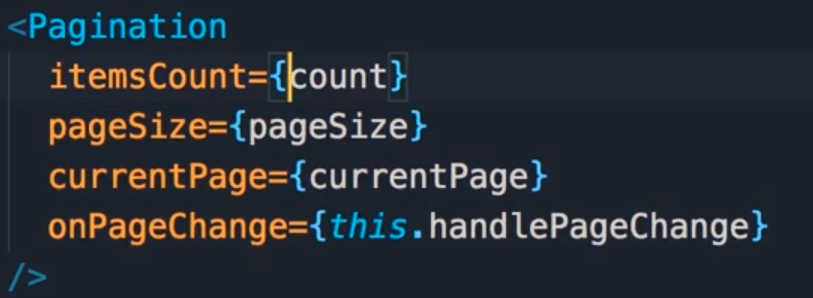 <Pagination
itemsCount={count}
pageSize={pageSize}
currentPage={currentPage}
onPageChange={this.handlePageChange}
/>